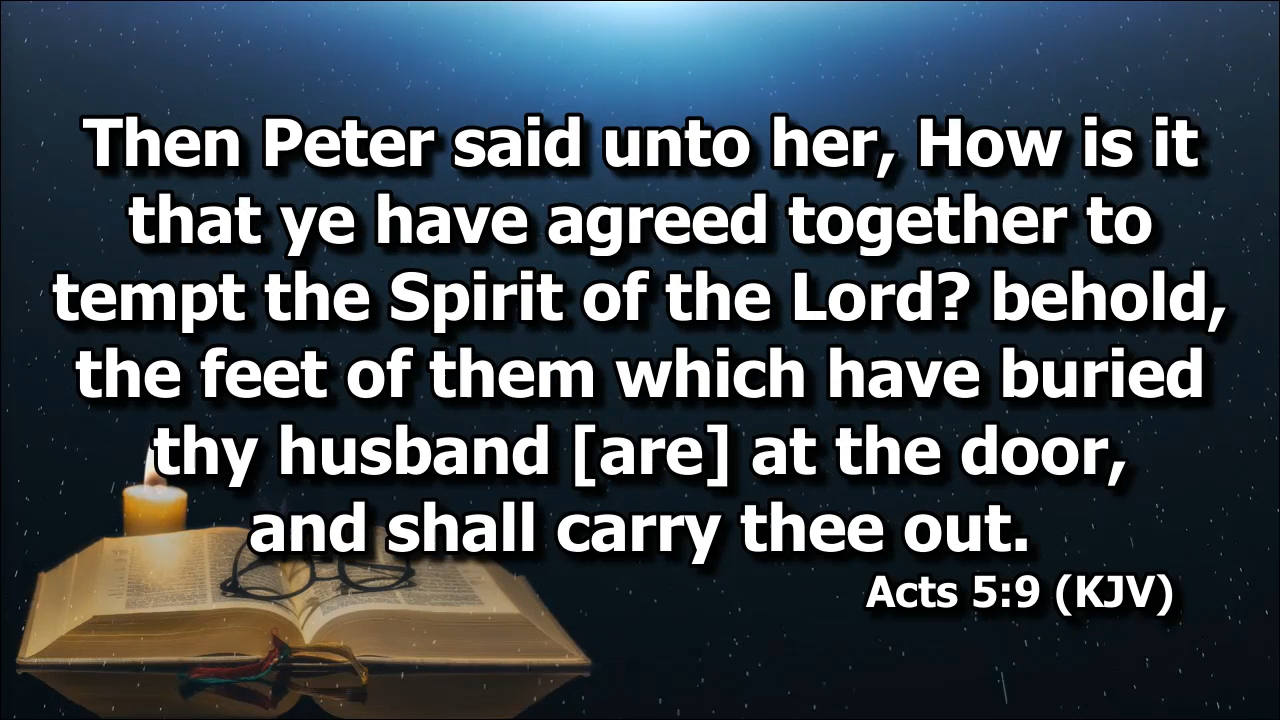 Then Peter said unto her, How is it
that ye have agreed together to
tempt the Spirit of the Lord? behold,
the feet of them which have buried
thy husband [are] at the door,
and shall carry thee out.
Acts 5:9 (KJV)